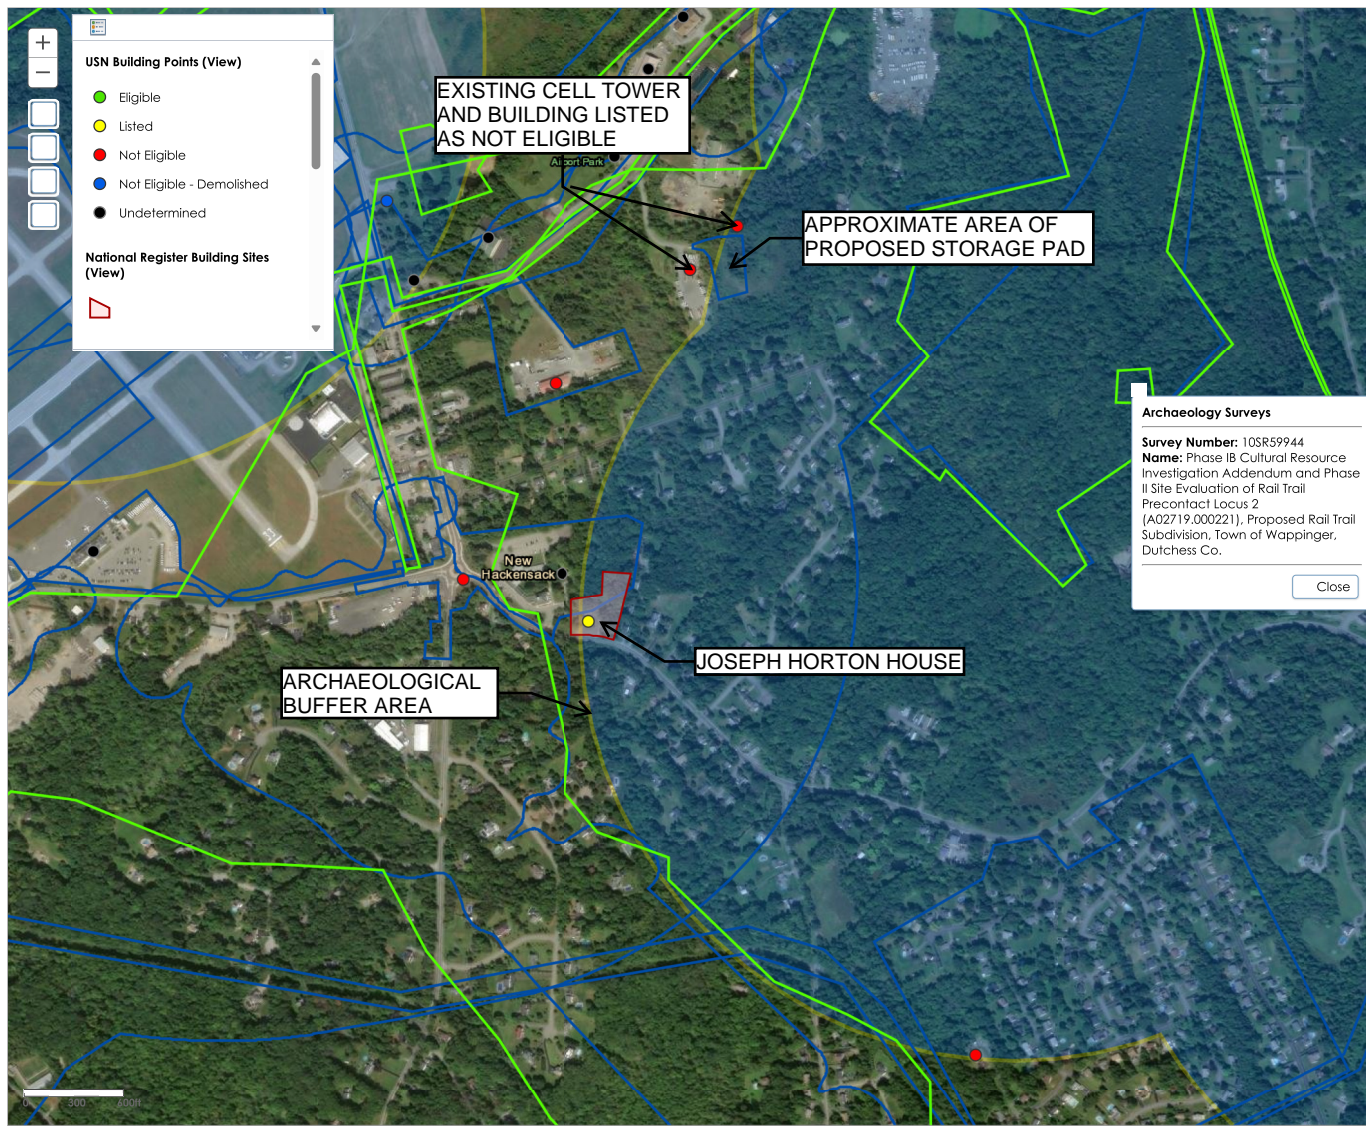 +
−
USN Building Points (View)
Eligible
Listed
Not Eligible
Not Eligible - Demolished
Undetermined
National Register Building Sites
(View)
EXISTING CELL TOWER
AND BUILDING LISTED
AS NOT ELIGIBLE
Airport Park
APPROXIMATE AREA OF
PROPOSED STORAGE PAD
Archaeology Surveys
Survey Number: 10SR59944
Name: Phase IB Cultural Resource
Investigation Addendum and Phase
II Site Evaluation of Rail Trail
Precontact Locus 2
(A02719.000221), Proposed Rail Trail
Subdivision, Town of Wappinger,
Dutchess Co.
Close
New
Hackensack
JOSEPH HORTON HOUSE
ARCHAEOLOGICAL
BUFFER AREA
0 300 600ft